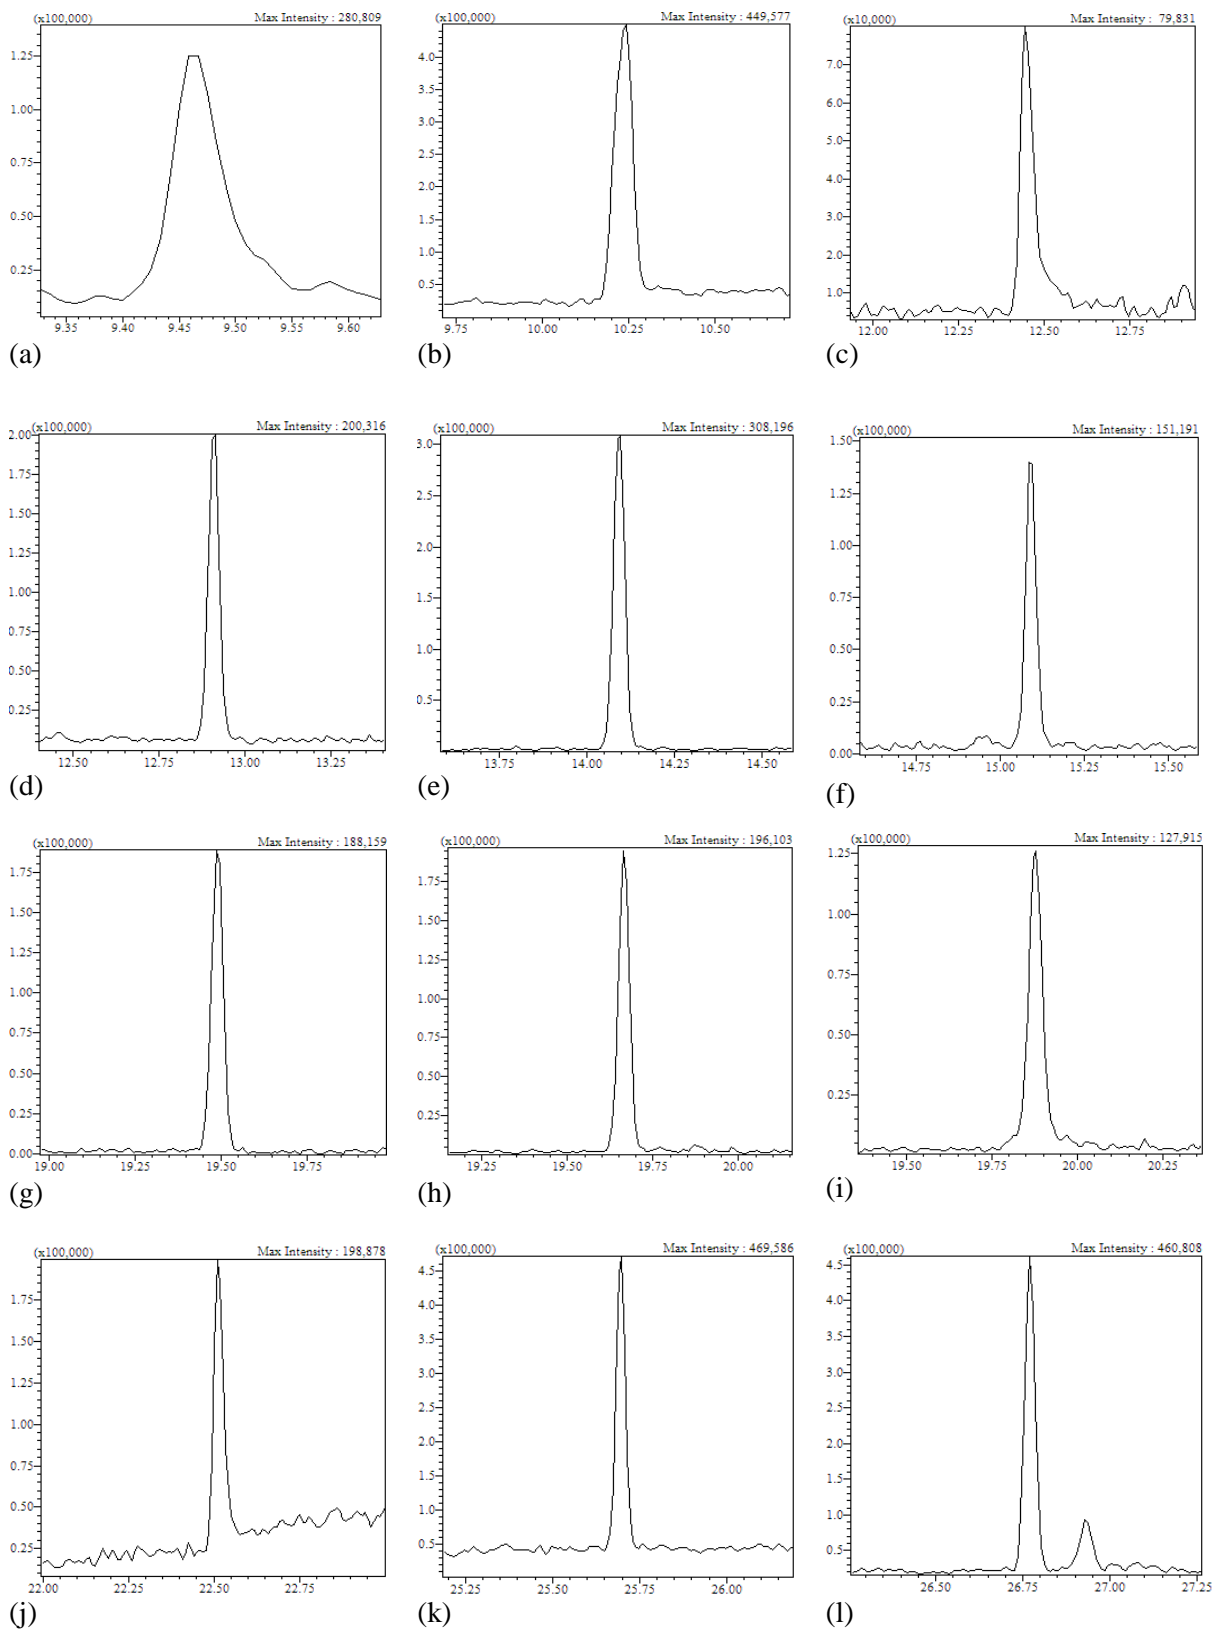 (x100,000) Max Intensity : 280,809
1.25
1.00
0.75
0.50
0.25
9.35 9.40 9.45 9.50 9.55 9.60
(a)
(x100,000) Max Intensity : 449,577
4.0
3.5
3.0
2.5
2.0
1.5
1.0
0.5
9.75 10.00 10.25 10.50
(b)
(x10,000) Max Intensity : 79,831
7.0
6.0
5.0
4.0
3.0
2.0
1.0
12.00 12.25 12.50 12.75
(c)
(x100,000) Max Intensity : 200,316
2.00
1.75
1.50
1.25
1.00
0.75
0.50
0.25
12.50 12.75 13.00 13.25
(d)
(x100,000) Max Intensity : 308,196
3.0
2.5
2.0
1.5
1.0
0.5
13.75 14.00 14.25 14.50
(e)
(x100,000) Max Intensity : 151,191
1.50
1.25
1.00
0.75
0.50
0.25
0.00
14.75 15.00 15.25 15.50
(f)
(x100,000) Max Intensity : 188,159
1.75
1.50
1.25
1.00
0.75
0.50
0.25
0.00
19.00 19.25 19.50 19.75
(g)
(x100,000) Max Intensity : 196,103
1.75
1.50
1.25
1.00
0.75
0.50
0.25
19.25 19.50 19.75 20.00
(h)
(x100,000) Max Intensity : 127,915
1.25
1.00
0.75
0.50
0.25
19.50 19.75 20.00 20.25
(i)
(x100,000) Max Intensity : 198,878
1.75
1.50
1.25
1.00
0.75
0.50
0.25
22.00 22.25 22.50 22.75
(j)
(x100,000) Max Intensity : 469,586
4.5
4.0
3.5
3.0
2.5
2.0
1.5
1.0
0.5
25.25 25.50 25.75 26.00
(k)
(x100,000) Max Intensity : 460,808
4.5
4.0
3.5
3.0
2.5
2.0
1.5
1.0
0.5
26.50 26.75 27.00 27.25
(l)